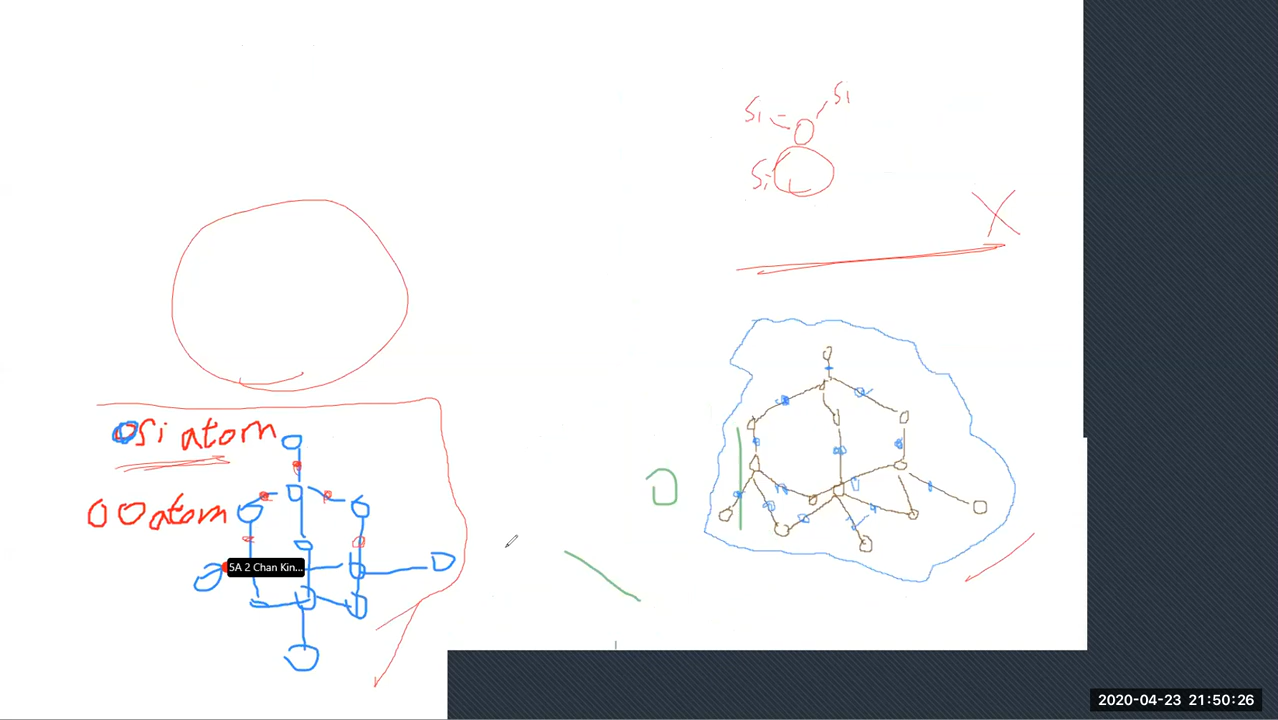 Si
Si
Si
O Si atom
O O atom
5A 2 Chan Kin...
2020-04-23 21:50:26